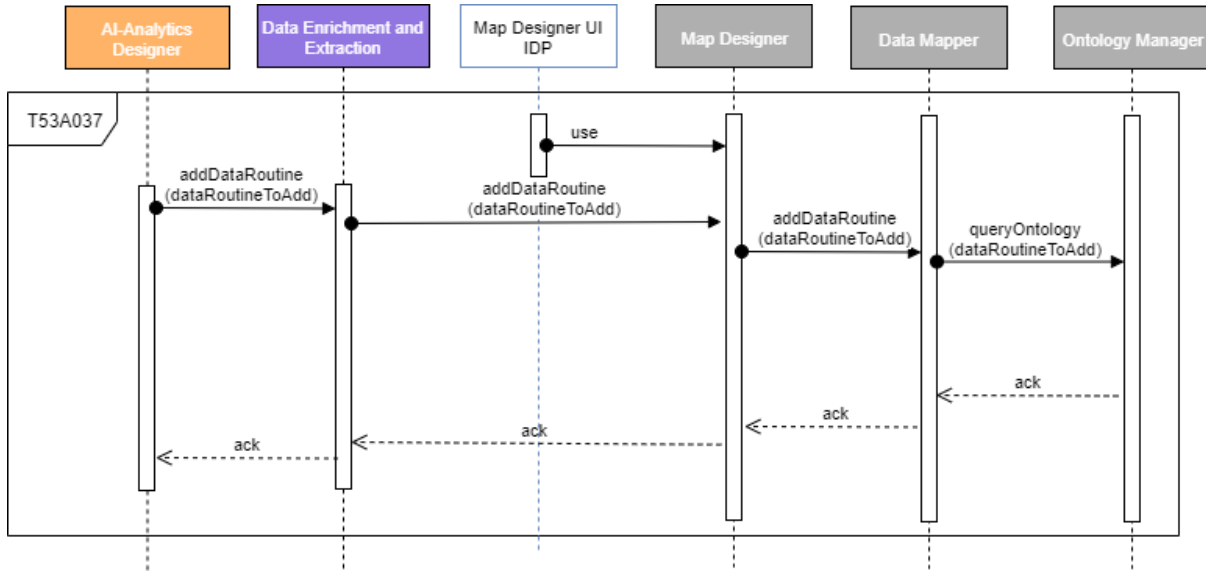 AI-Analytics
Designer
Data Enrichment and
Extraction
Map Designer UI
IDP
Map Designer
Data Mapper
Ontology Manager
T53A037
use
addDataRoutine
(dataRoutineToAdd)
addDataRoutine
(dataRoutineToAdd)
addDataRoutine
(dataRoutineToAdd)
queryOntology
(dataRoutineToAdd)
ack
ack
ack
ack